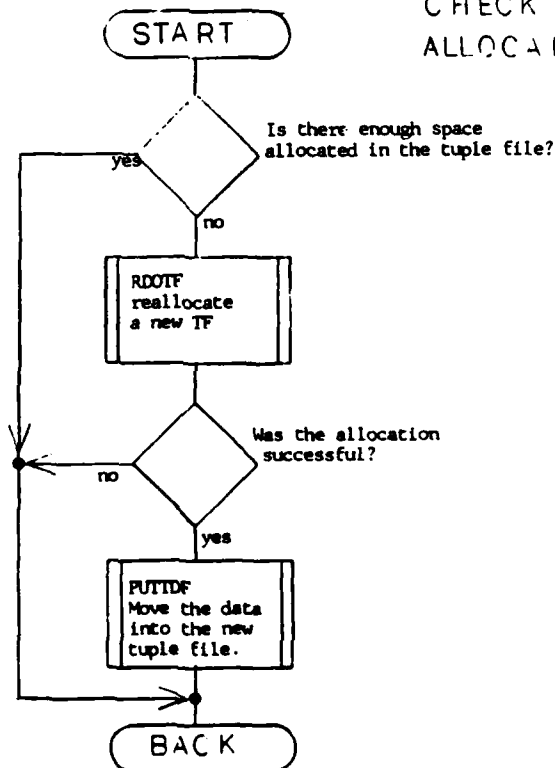 CHECK
START
Is there enough space
allocated in the tuple file?
yes
no
RDOTF
reallocate
a new TF
Was the allocation
successful?
no
yes
PUTTDF
Move the data
into the new
tuple file.
BACK